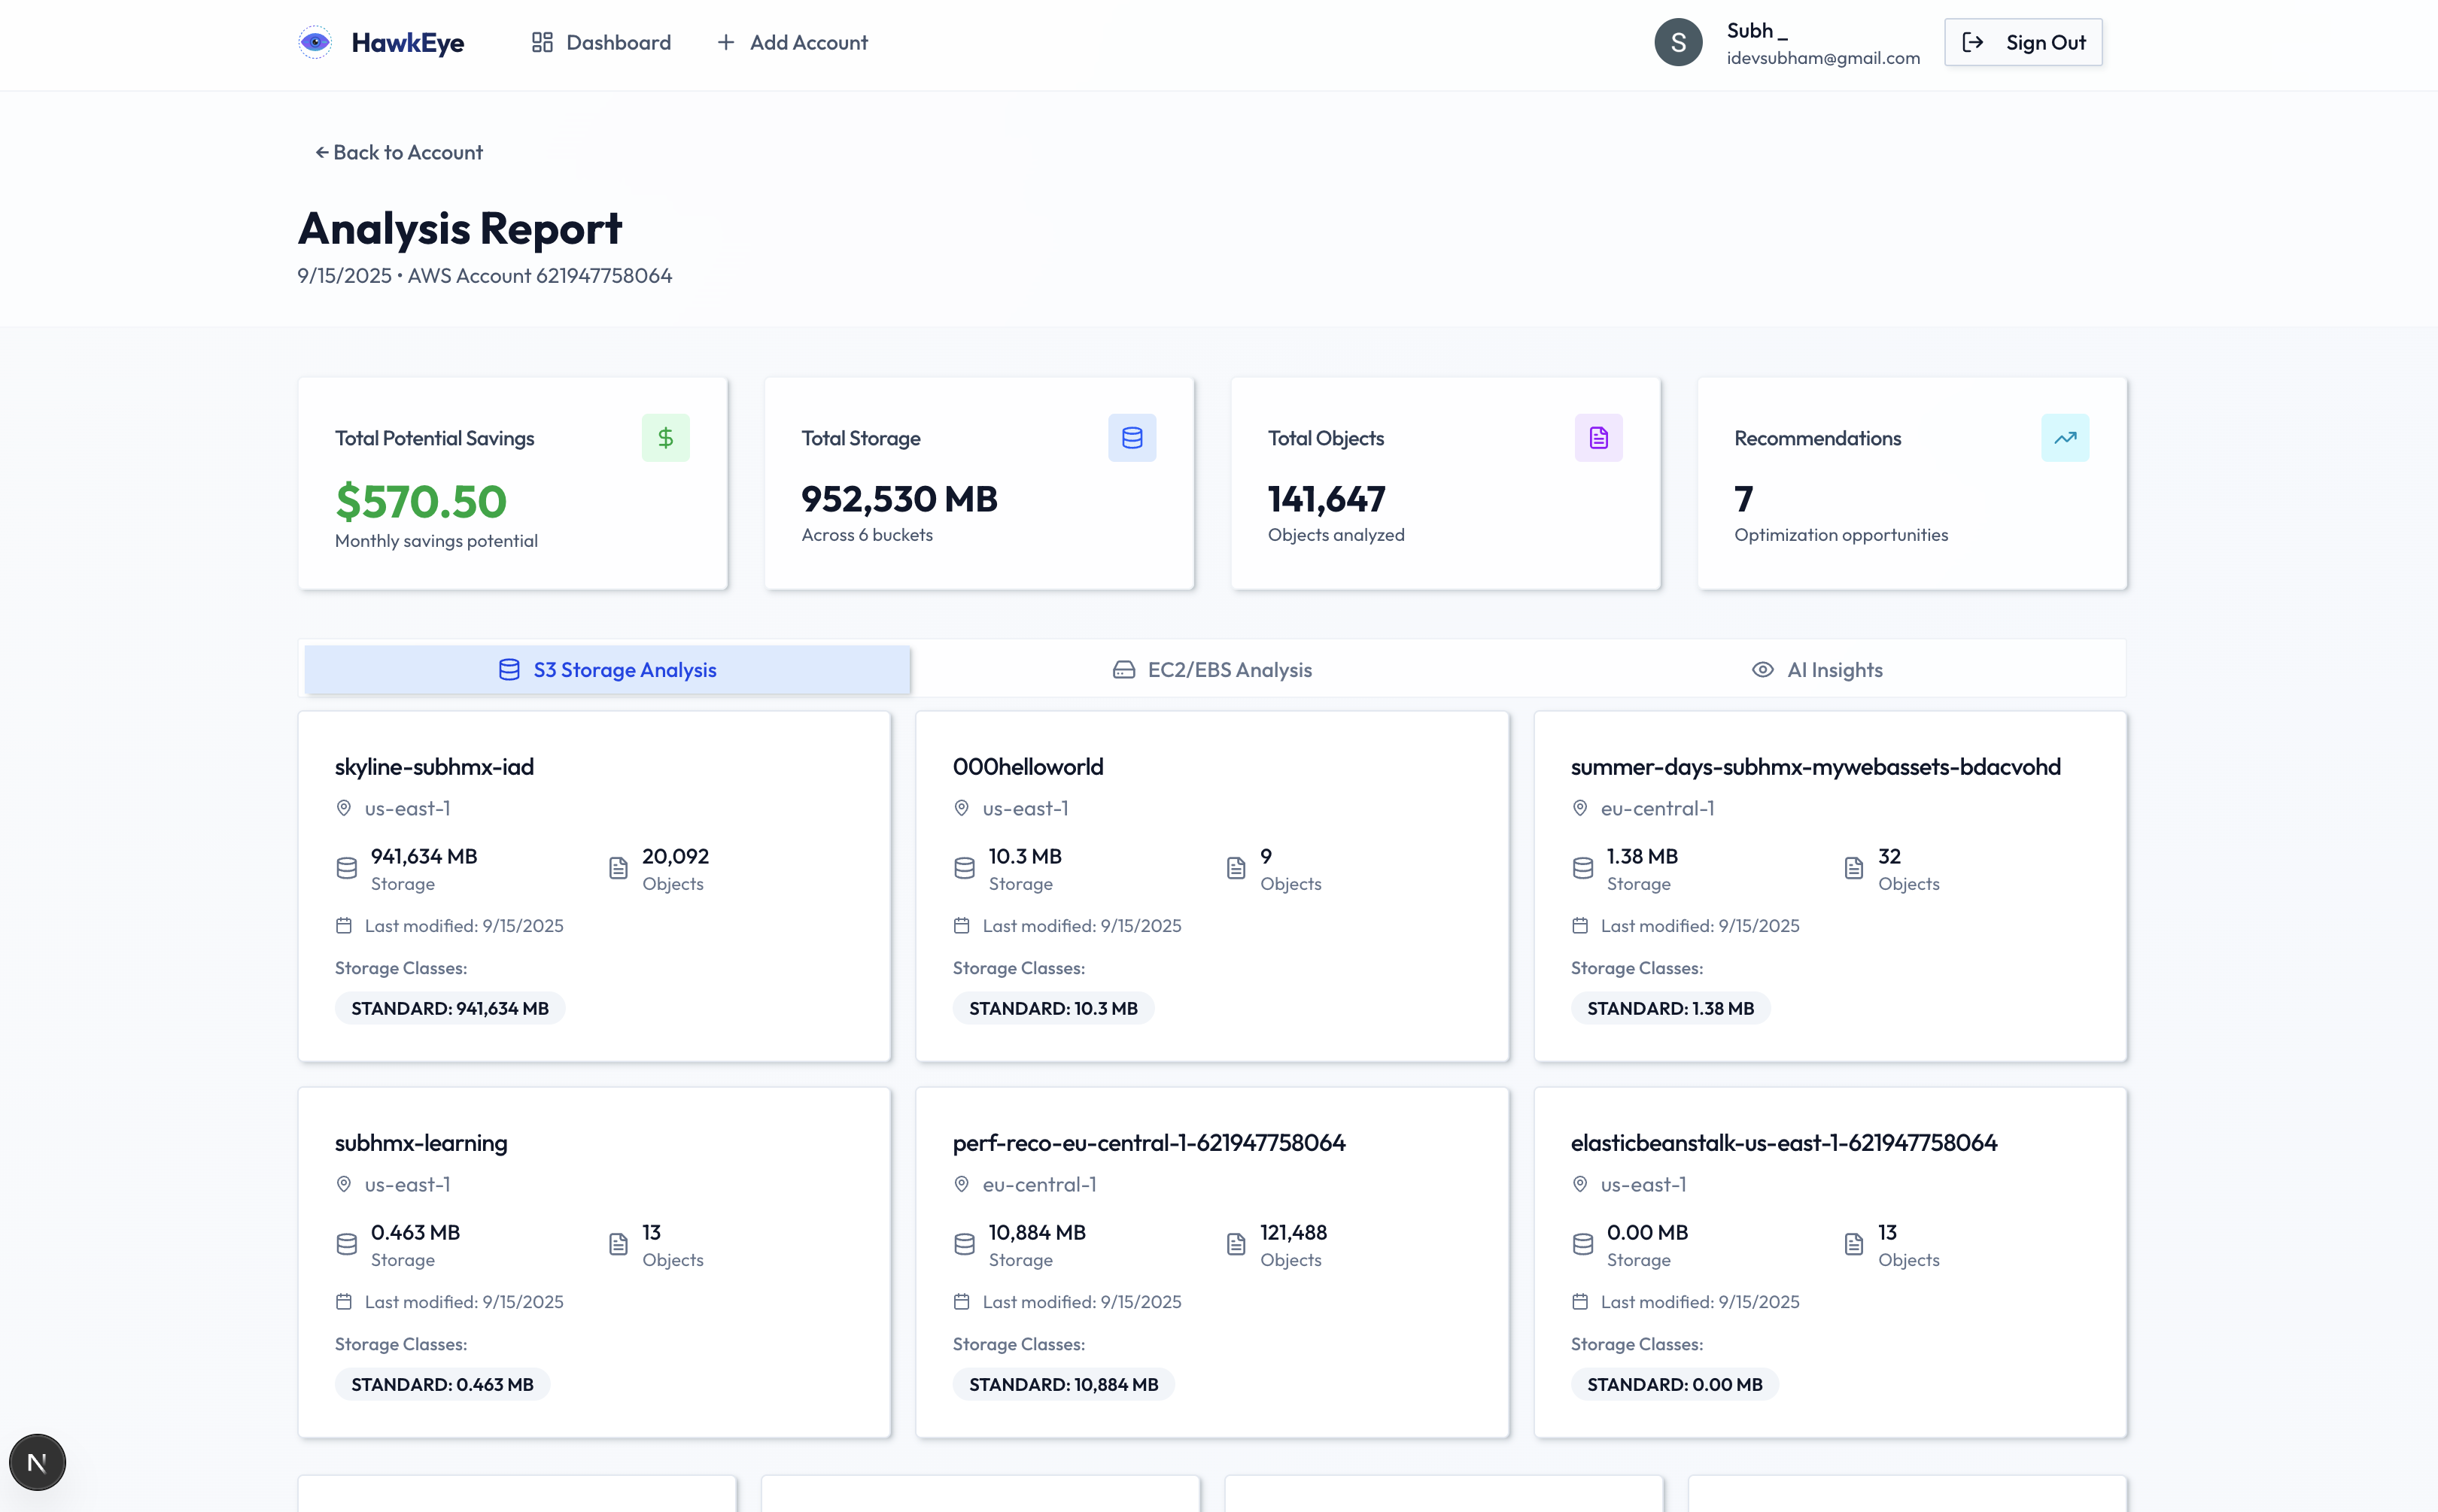 HawkEye
Dashboard
Add Account
S
Subh _
idevsubham@gmail.com
Sign Out
← Back to Account
Analysis Report
9/15/2025 • AWS Account 621947758064
Total Potential Savings
$
$570.50
Monthly savings potential
Total Storage
952,530 MB
Across 6 buckets
Total Objects
141,647
Objects analyzed
Recommendations
7
Optimization opportunities
S3 Storage Analysis
EC2/EBS Analysis
AI Insights
skyline-subhmx-iad
us-east-1
941,634 MB
Storage
20,092
Objects
Last modified: 9/15/2025
Storage Classes:
STANDARD: 941,634 MB
000helloworld
us-east-1
10.3 MB
Storage
9
Objects
Last modified: 9/15/2025
Storage Classes:
STANDARD: 10.3 MB
summer-days-subhmx-mywebassets-bdacvohd
eu-central-1
1.38 MB
Storage
32
Objects
Last modified: 9/15/2025
Storage Classes:
STANDARD: 1.38 MB
subhmx-learning
us-east-1
0.463 MB
Storage
13
Objects
Last modified: 9/15/2025
Storage Classes:
STANDARD: 0.463 MB
perf-reco-eu-central-1-621947758064
eu-central-1
10,884 MB
Storage
121,488
Objects
Last modified: 9/15/2025
Storage Classes:
STANDARD: 10,884 MB
elasticbeanstalk-us-east-1-621947758064
us-east-1
0.00 MB
Storage
13
Objects
Last modified: 9/15/2025
Storage Classes:
STANDARD: 0.00 MB
N